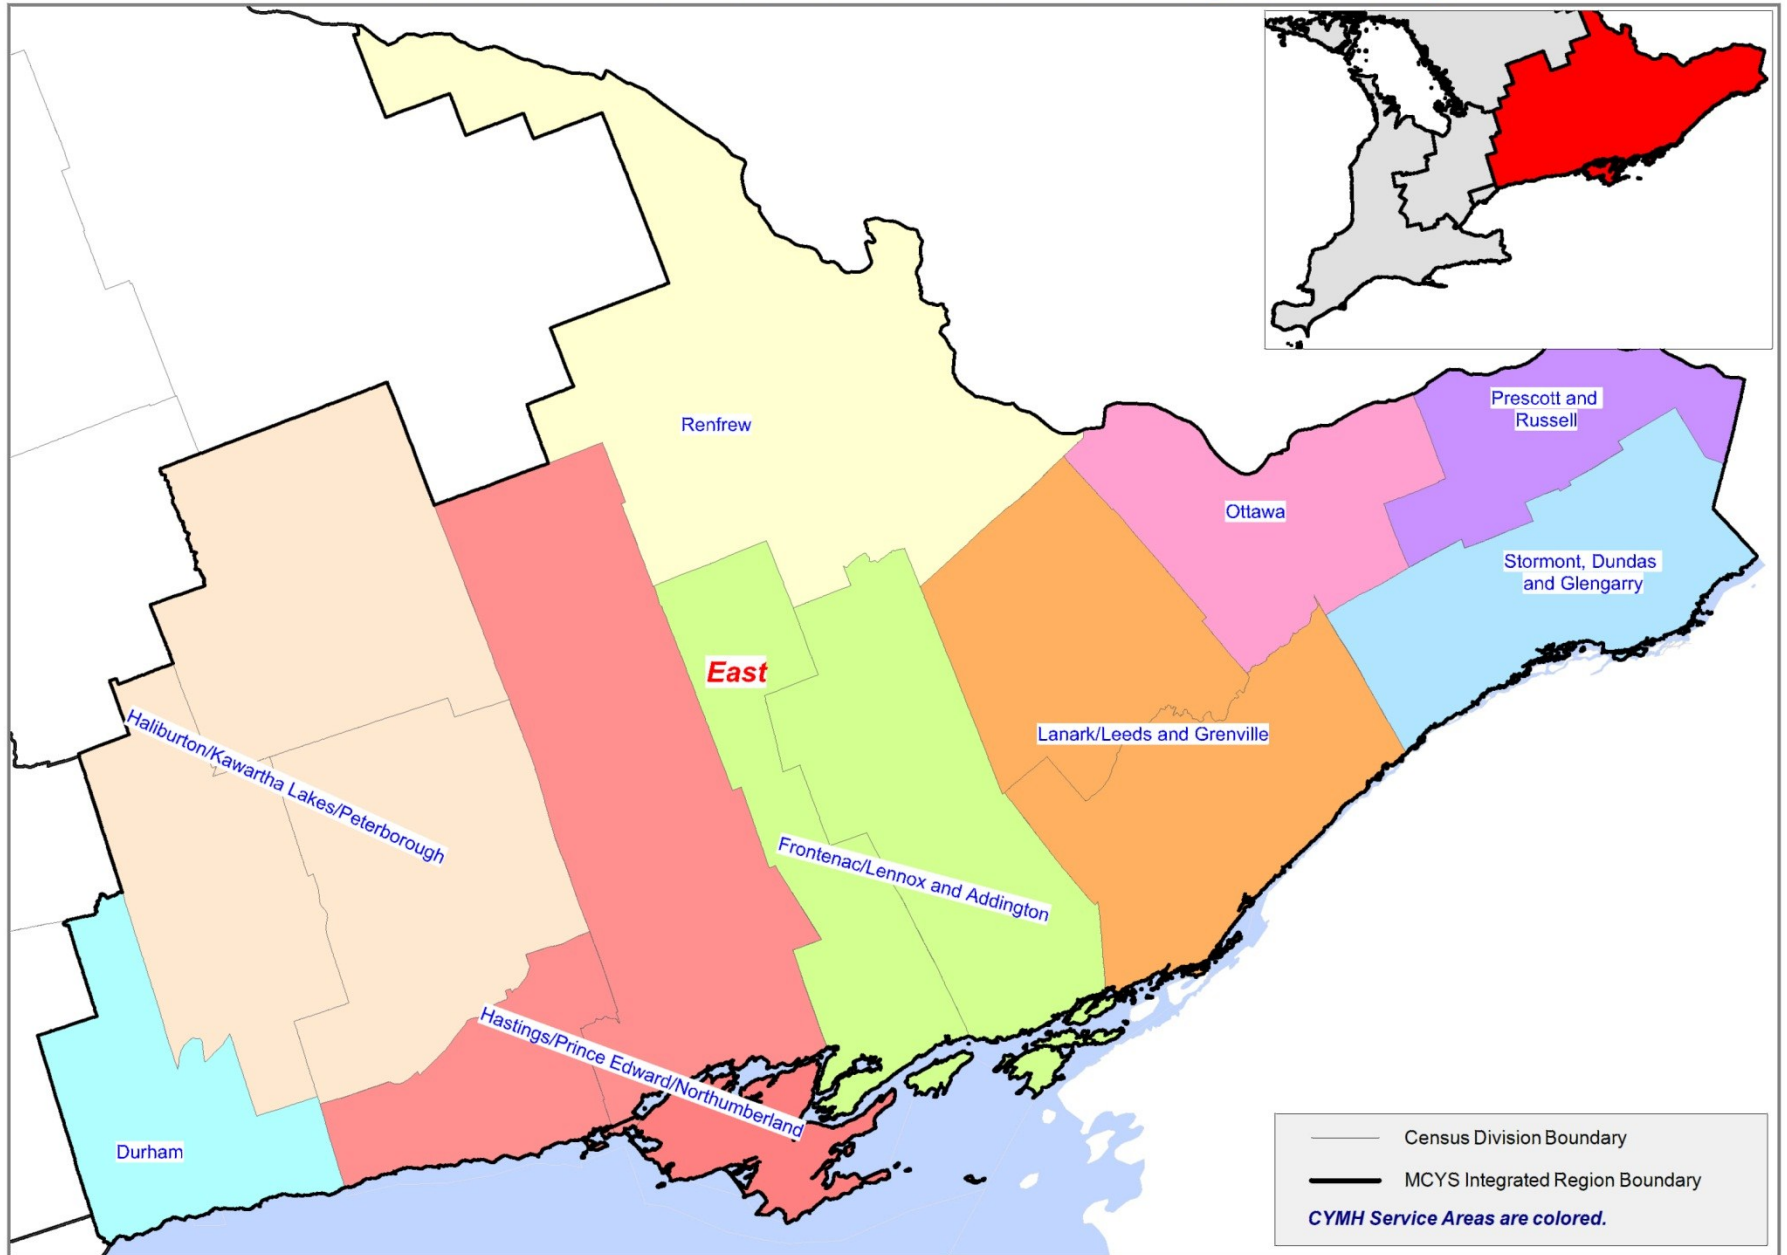 Renfrew
Prescott and
Russell
Ottawa
Stormont, Dundas
and Glengarry
East
Haliburton/Kawartha Lakes/Peterborough
Lanark/Leeds and Grenville
Frontenac/Lennox and Addington
Hastings/Prince Edward/Northumberland
Durham
Census Division Boundary
MCYS Integrated Region Boundary
CYMH Service Areas are colored.